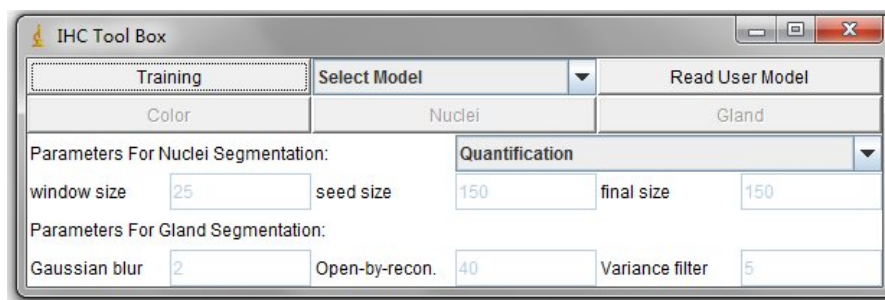 IHC Tool Box
Training Select Model Read User Model
Color Nuclei Gland
Parameters For Nuclei Segmentation: Quantification
window size 25 seed size 150 final size 150
Parameters For Gland Segmentation:
Gaussian blur 2 Open-by-recon. 40 Variance filter 5